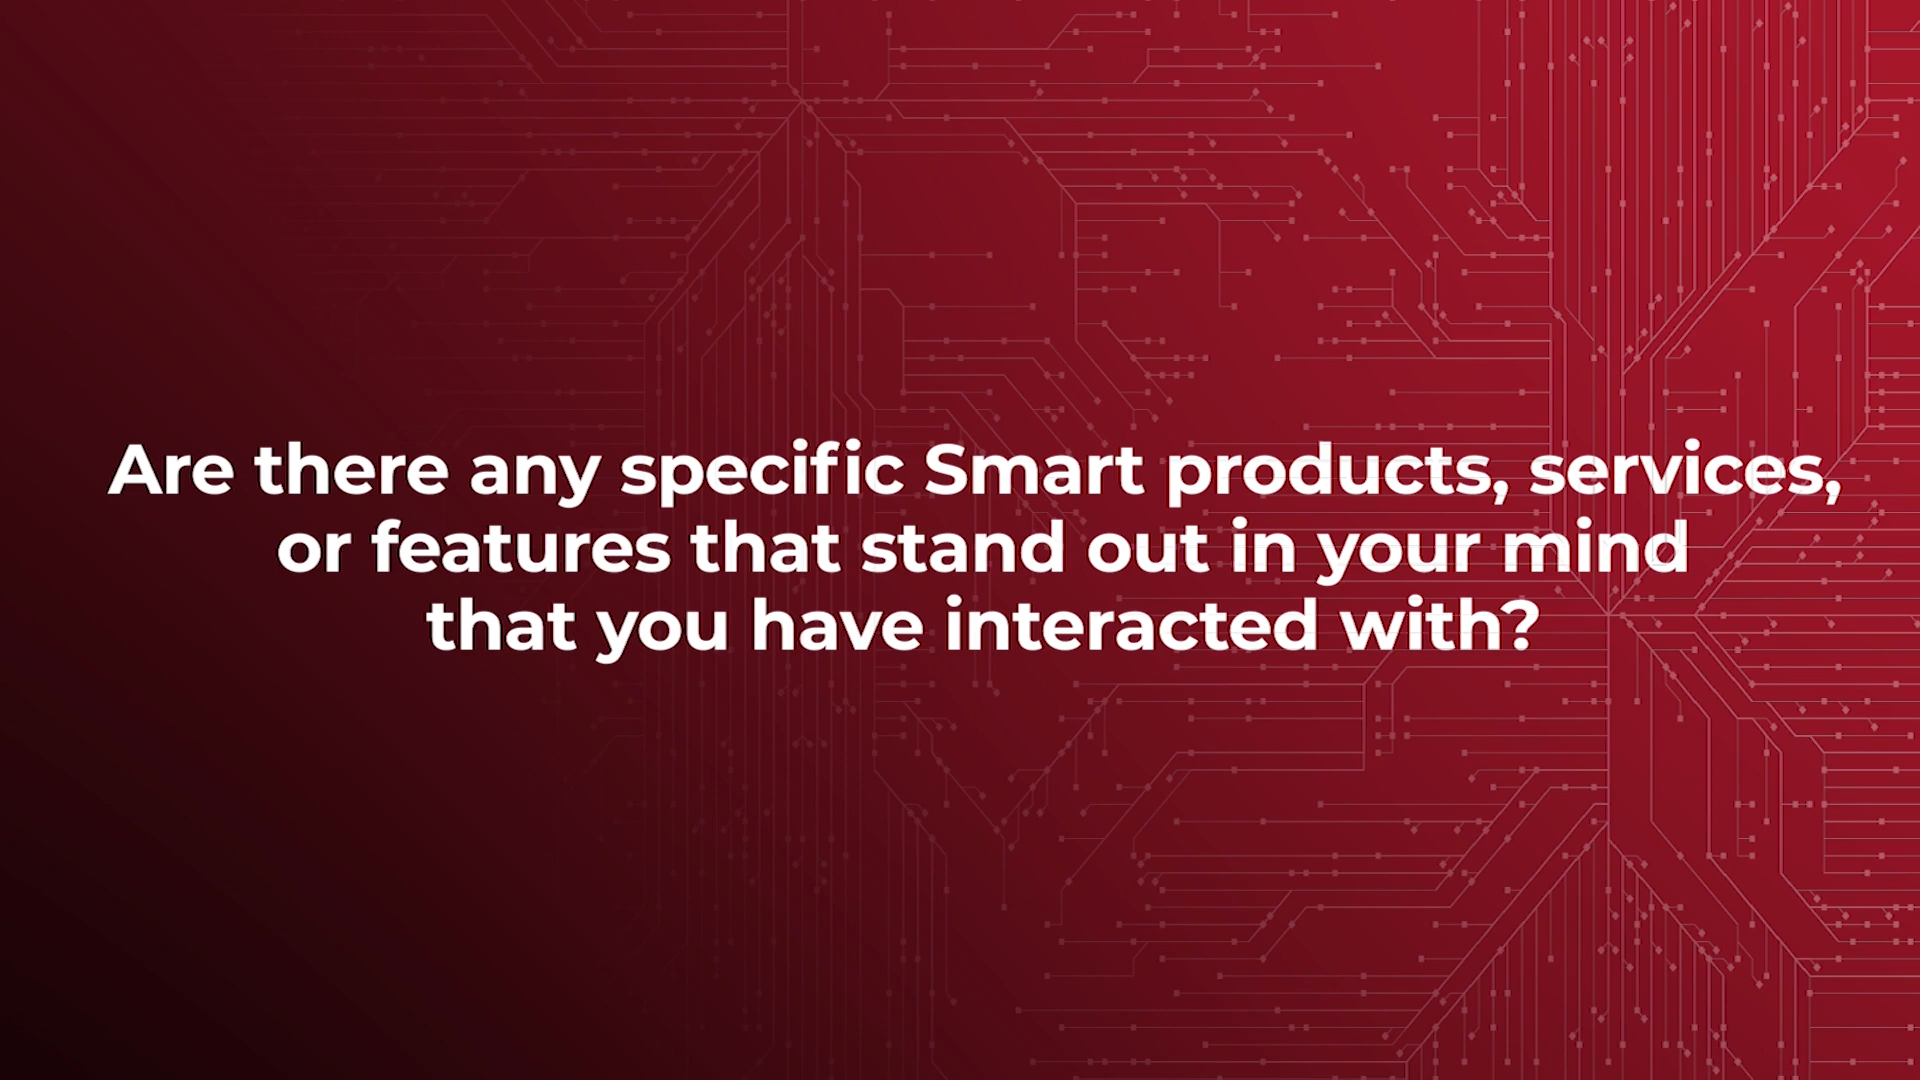 Are there any specific Smart products, services,
or features that stand out in your mind
that you have interacted with?